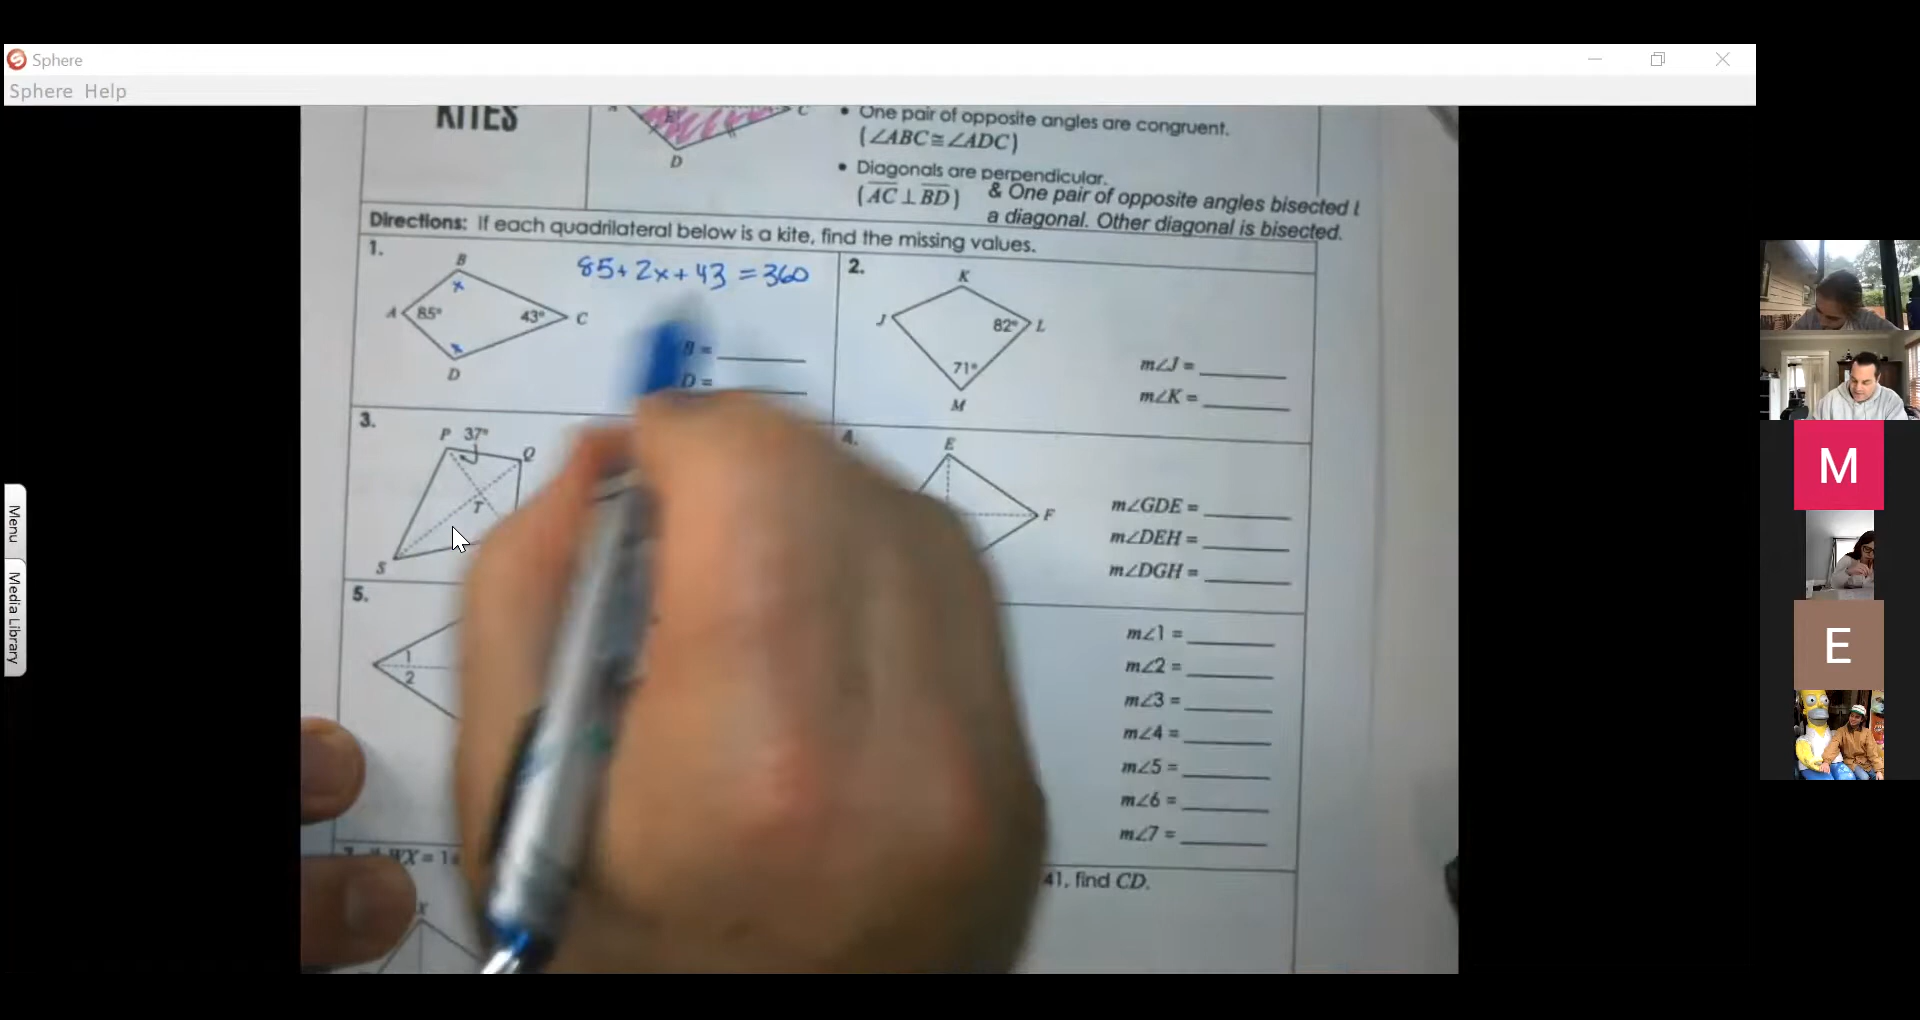 Sphere
Sphere Help
KITES
C
D
• One pair of opposite angles are congruent.
(∠ABC≅∠ADC)
• Diagonals are perpendicular.
(AC⊥BD)
& One pair of opposite angles bisected
a diagonal. Other diagonal is bisected.
Directions: If each quadrilateral below is a kite, find the missing values.
1.
B
x
A 85°
43° C
x
D
85 + 2x + 43 = 360
B =
D =
2.
K
J
82° L
71°
M
m∠J =
m∠K =
3.
P 37°
Q
T
S
4.
E
F
m∠GDE =
m∠DEH =
m∠DGH =
5.
1
2
m∠1 =
m∠2 =
m∠3 =
m∠4 =
m∠5 =
m∠6 =
m∠7 =
WX = 1
X
41, find CD.
Menu
Media Library
M
E